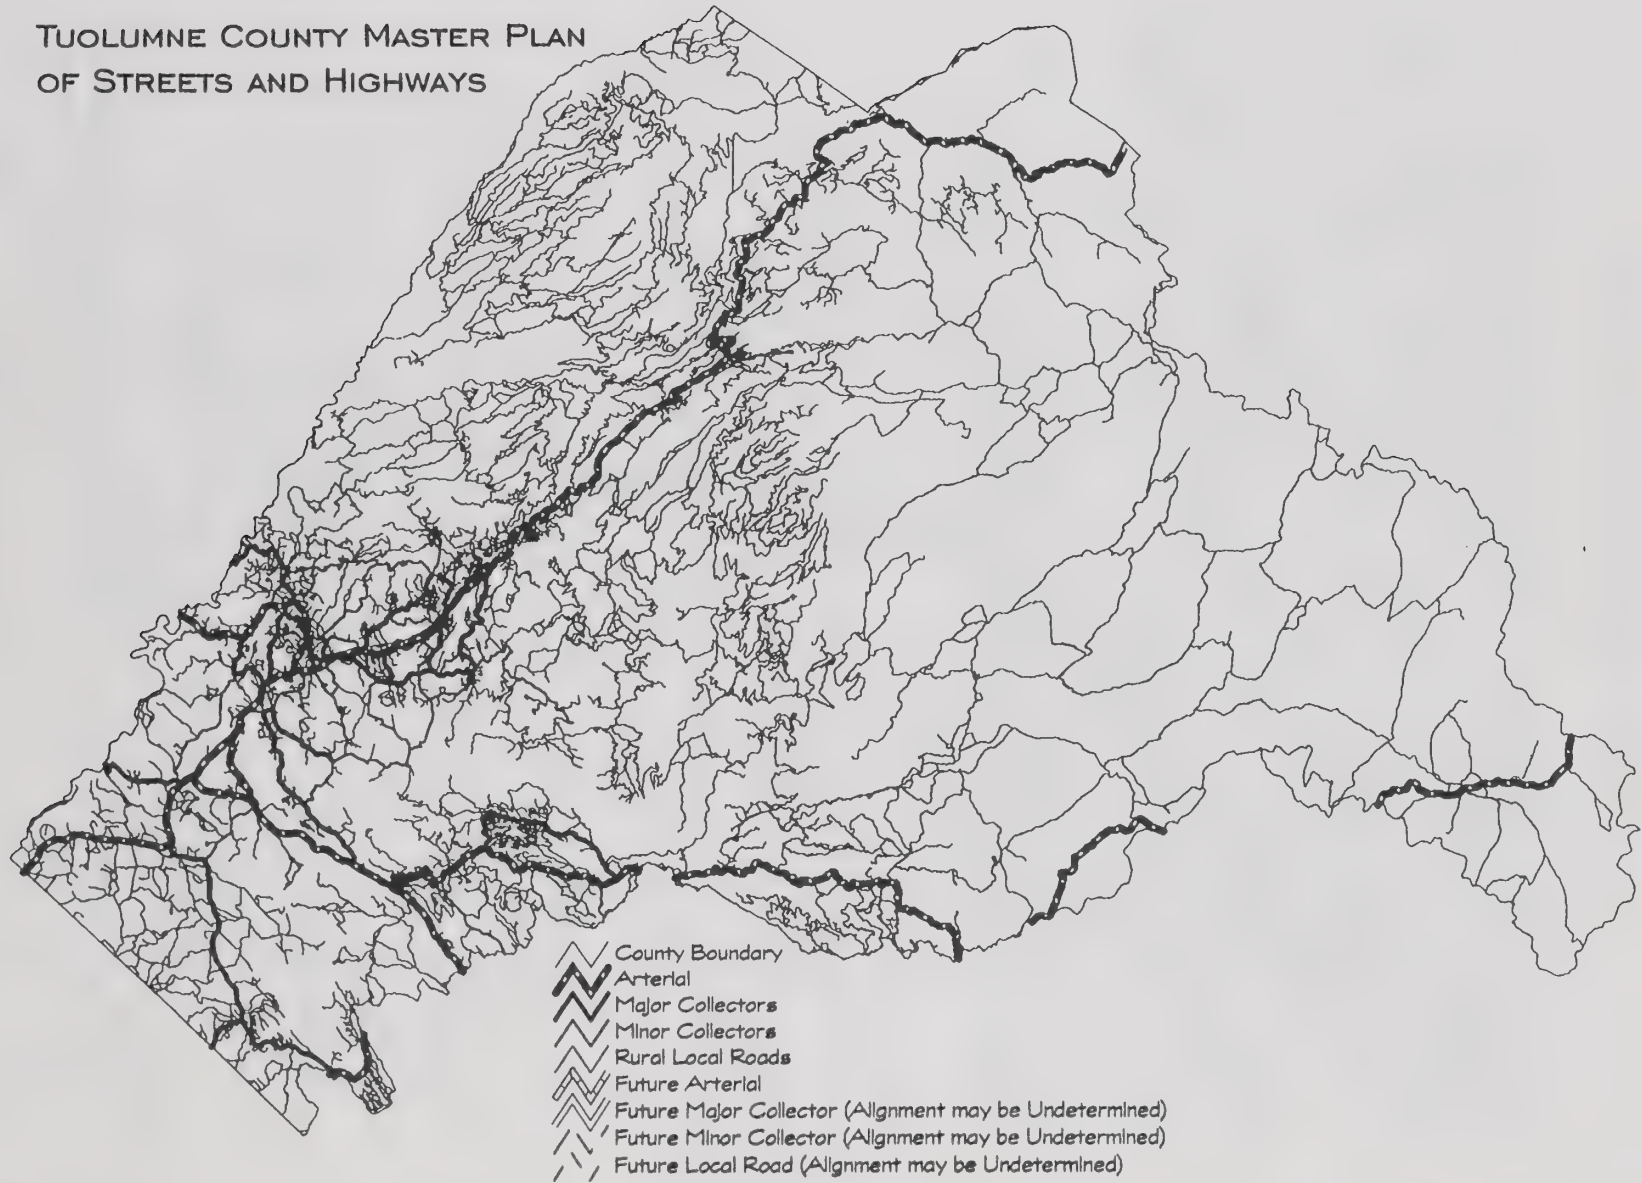 TUOLUMNE COUNTY MASTER PLAN
OF STREETS AND HIGHWAYS
County Boundary
Arterial
Major Collectors
Minor Collectors
Rural Local Roads
Future Arterial
Future Major Collector (Alignment may be Undetermined)
Future Minor Collector (Alignment may be Undetermined)
Future Local Road (Alignment may be Undetermined)